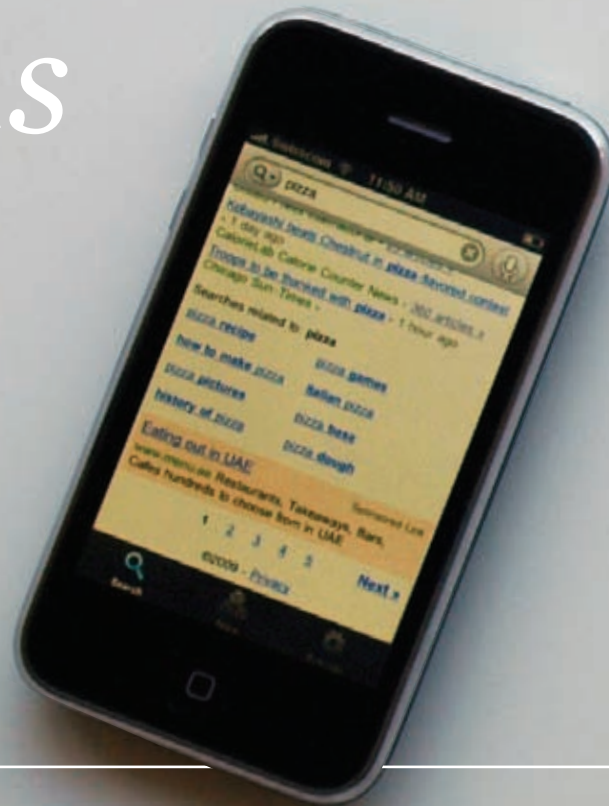 s
swisscom 11:50 AM
pizza
Kobayashi beats Chestnut in pizza-flavored contest
- 1 day ago
CalorieLab Calorie Counter News - 360 articles »
Troops to be thanked with pizza - 1 hour ago
Chicago Sun-Times -
Searches related to: pizza
pizza recipe pizza games
how to make pizza italian pizza
pizza pictures pizza base
history of pizza pizza dough
Eating out in UAE Sponsored Link
www.menu.ae Restaurants, Takeaways, Bars,
Cafes hundreds to choose from in UAE
1 2 3 4 5 Next »
©2009 - Privacy
Search